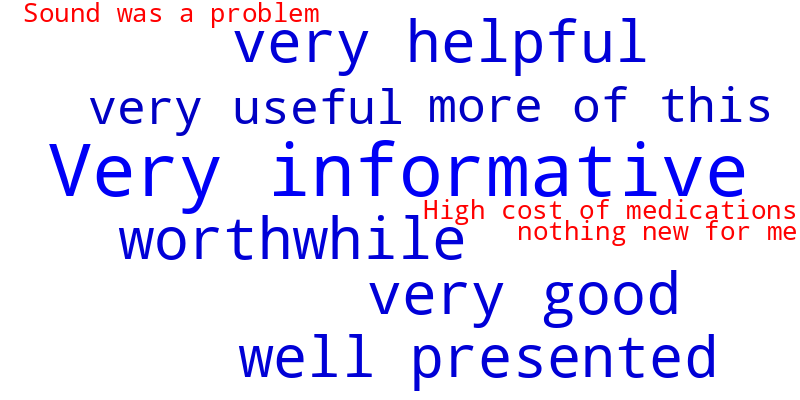 Sound was a problem
very helpful
very useful
more of this
Very informative
High cost of medications
worthwhile
nothing new for me
very good
well presented